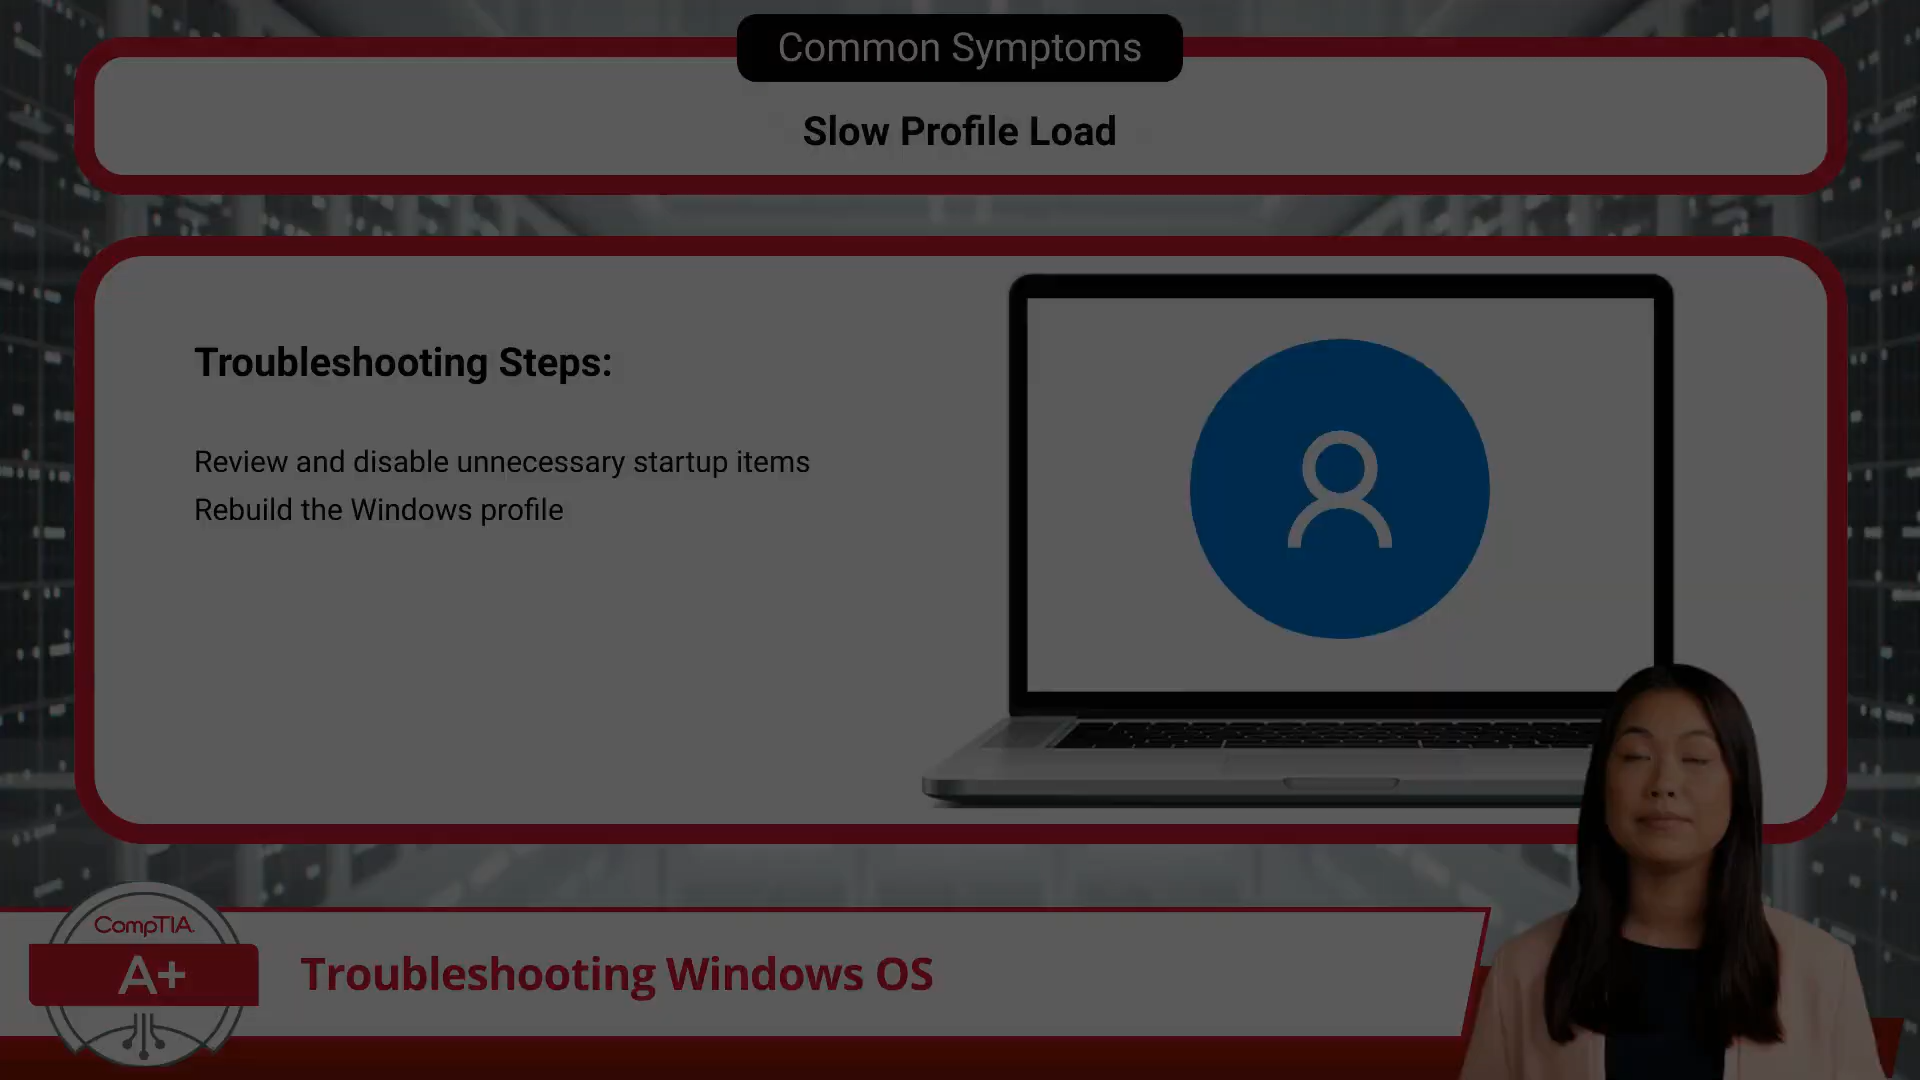 Common Symptoms
Slow Profile Load
Troubleshooting Steps:
Review and disable unnecessary startup items
Rebuild the Windows profile
CompTIA.
A+
Troubleshooting Windows OS